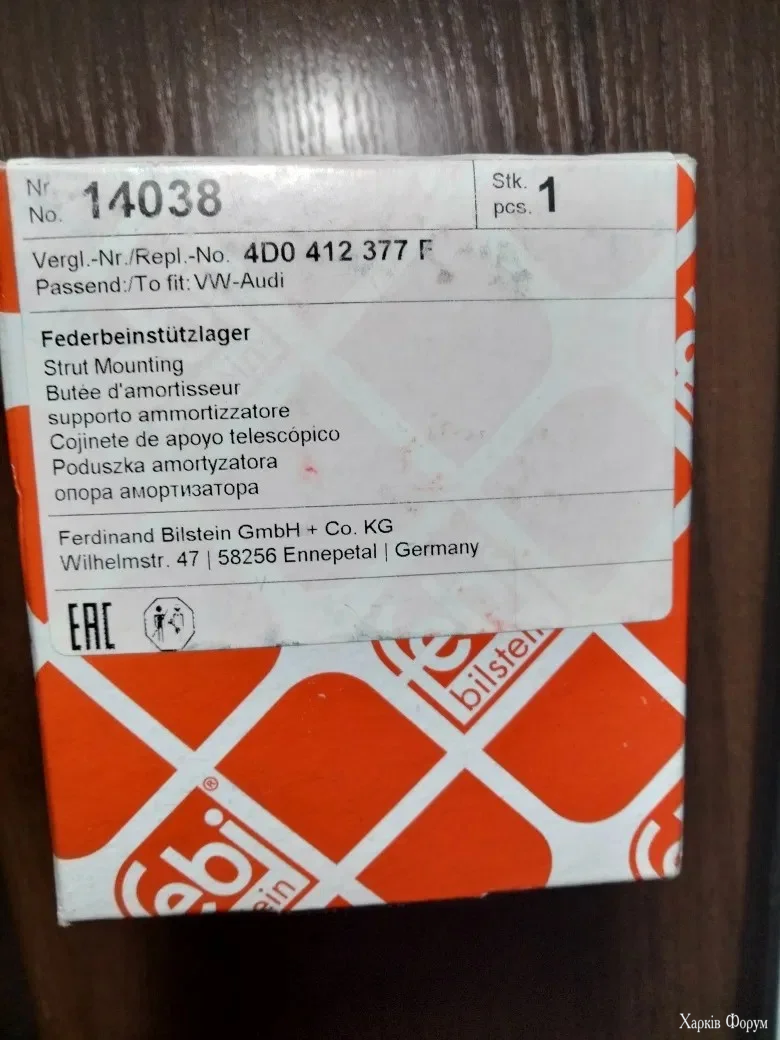 Nr. 14038
No.
Stk. 1
pcs.
Vergl.-Nr./Repl.-No. 4D0 412 377 F
Passend:/To fit: VW-Audi
Federbeinstützlager
Strut Mounting
Butée d'amortisseur
supporto ammortizzatore
Cojinete de apoyo telescópico
Poduszka amortyzatora
опора амортизатора
Ferdinand Bilstein GmbH + Co. KG
Wilhelmstr. 47 | 58256 Ennepetal | Germany
EAC
bilstein
febi ®
Харків Форум